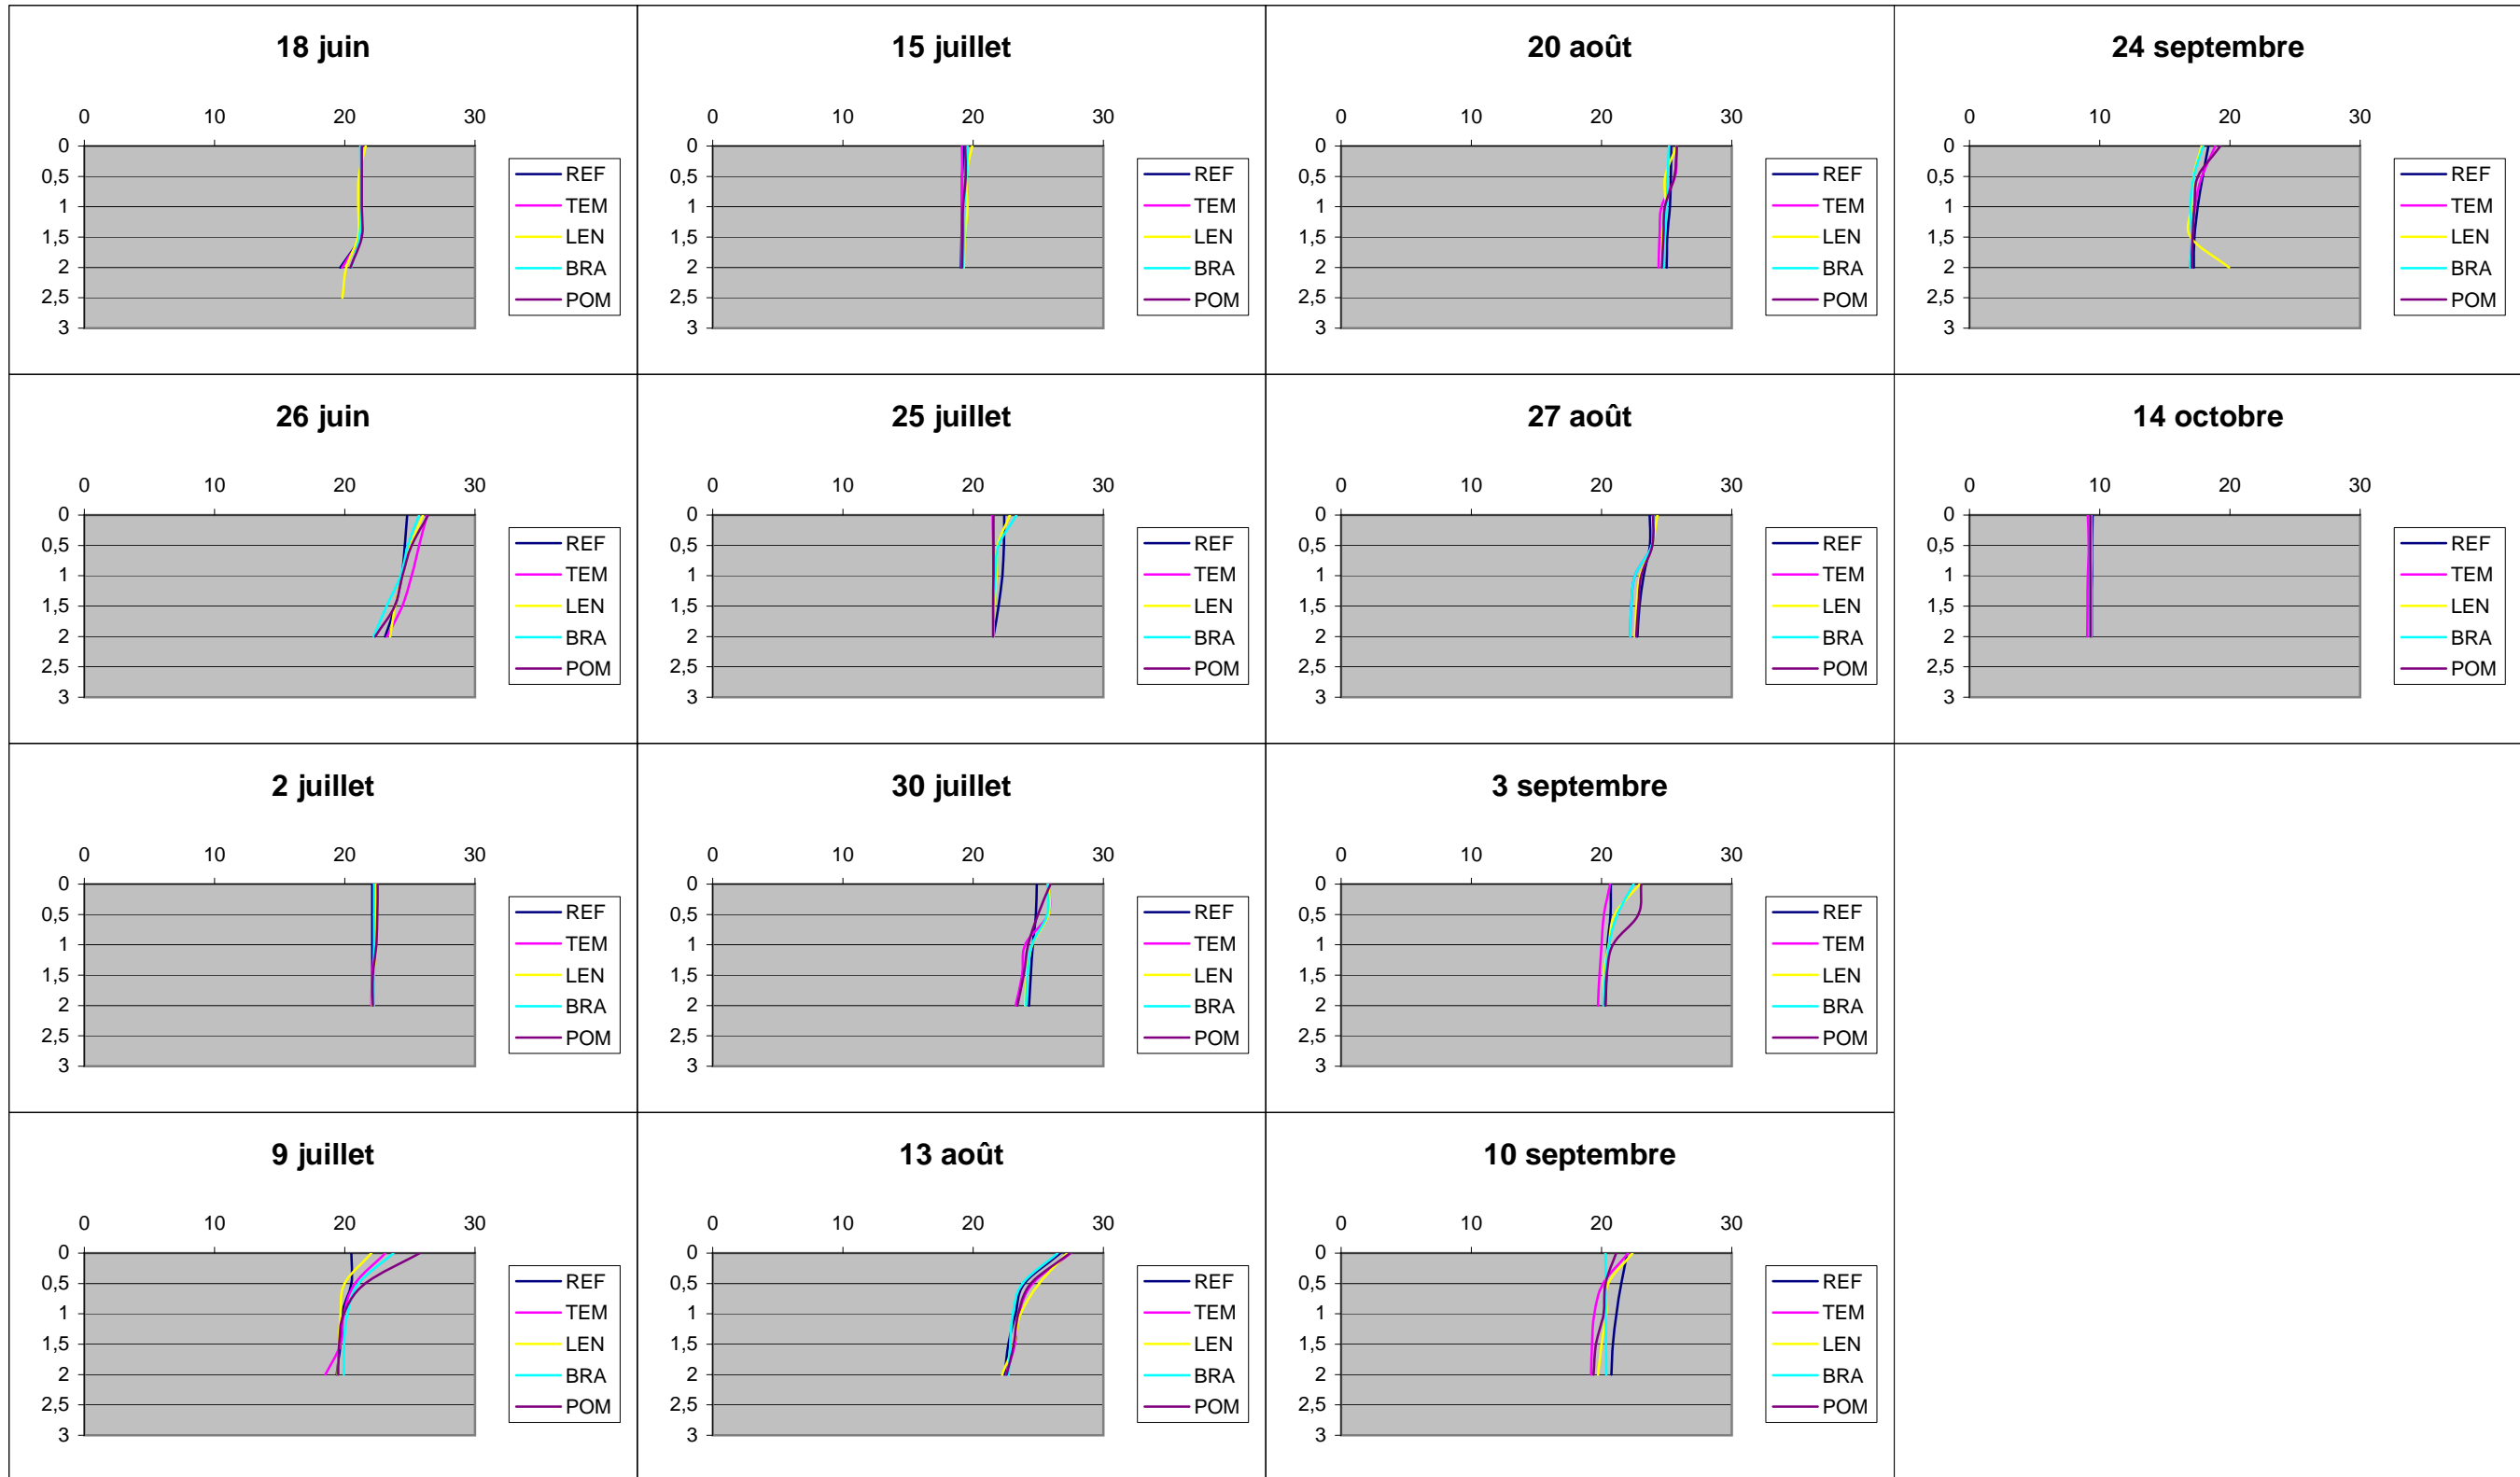 18 juin
0 10 20 30
0
0,5
1
1,5
2
2,5
3
REF
TEM
LEN
BRA
POM
15 juillet
0 10 20 30
0
0,5
1
1,5
2
2,5
3
REF
TEM
LEN
BRA
POM
20 août
0 10 20 30
0
0,5
1
1,5
2
2,5
3
REF
TEM
LEN
BRA
POM
24 septembre
0 10 20 30
0
0,5
1
1,5
2
2,5
3
REF
TEM
LEN
BRA
POM
26 juin
0 10 20 30
0
0,5
1
1,5
2
2,5
3
REF
TEM
LEN
BRA
POM
25 juillet
0 10 20 30
0
0,5
1
1,5
2
2,5
3
REF
TEM
LEN
BRA
POM
27 août
0 10 20 30
0
0,5
1
1,5
2
2,5
3
REF
TEM
LEN
BRA
POM
14 octobre
0 10 20 30
0
0,5
1
1,5
2
2,5
3
REF
TEM
LEN
BRA
POM
2 juillet
0 10 20 30
0
0,5
1
1,5
2
2,5
3
REF
TEM
LEN
BRA
POM
30 juillet
0 10 20 30
0
0,5
1
1,5
2
2,5
3
REF
TEM
LEN
BRA
POM
3 septembre
0 10 20 30
0
0,5
1
1,5
2
2,5
3
REF
TEM
LEN
BRA
POM
9 juillet
0 10 20 30
0
0,5
1
1,5
2
2,5
3
REF
TEM
LEN
BRA
POM
13 août
0 10 20 30
0
0,5
1
1,5
2
2,5
3
REF
TEM
LEN
BRA
POM
10 septembre
0 10 20 30
0
0,5
1
1,5
2
2,5
3
REF
TEM
LEN
BRA
POM